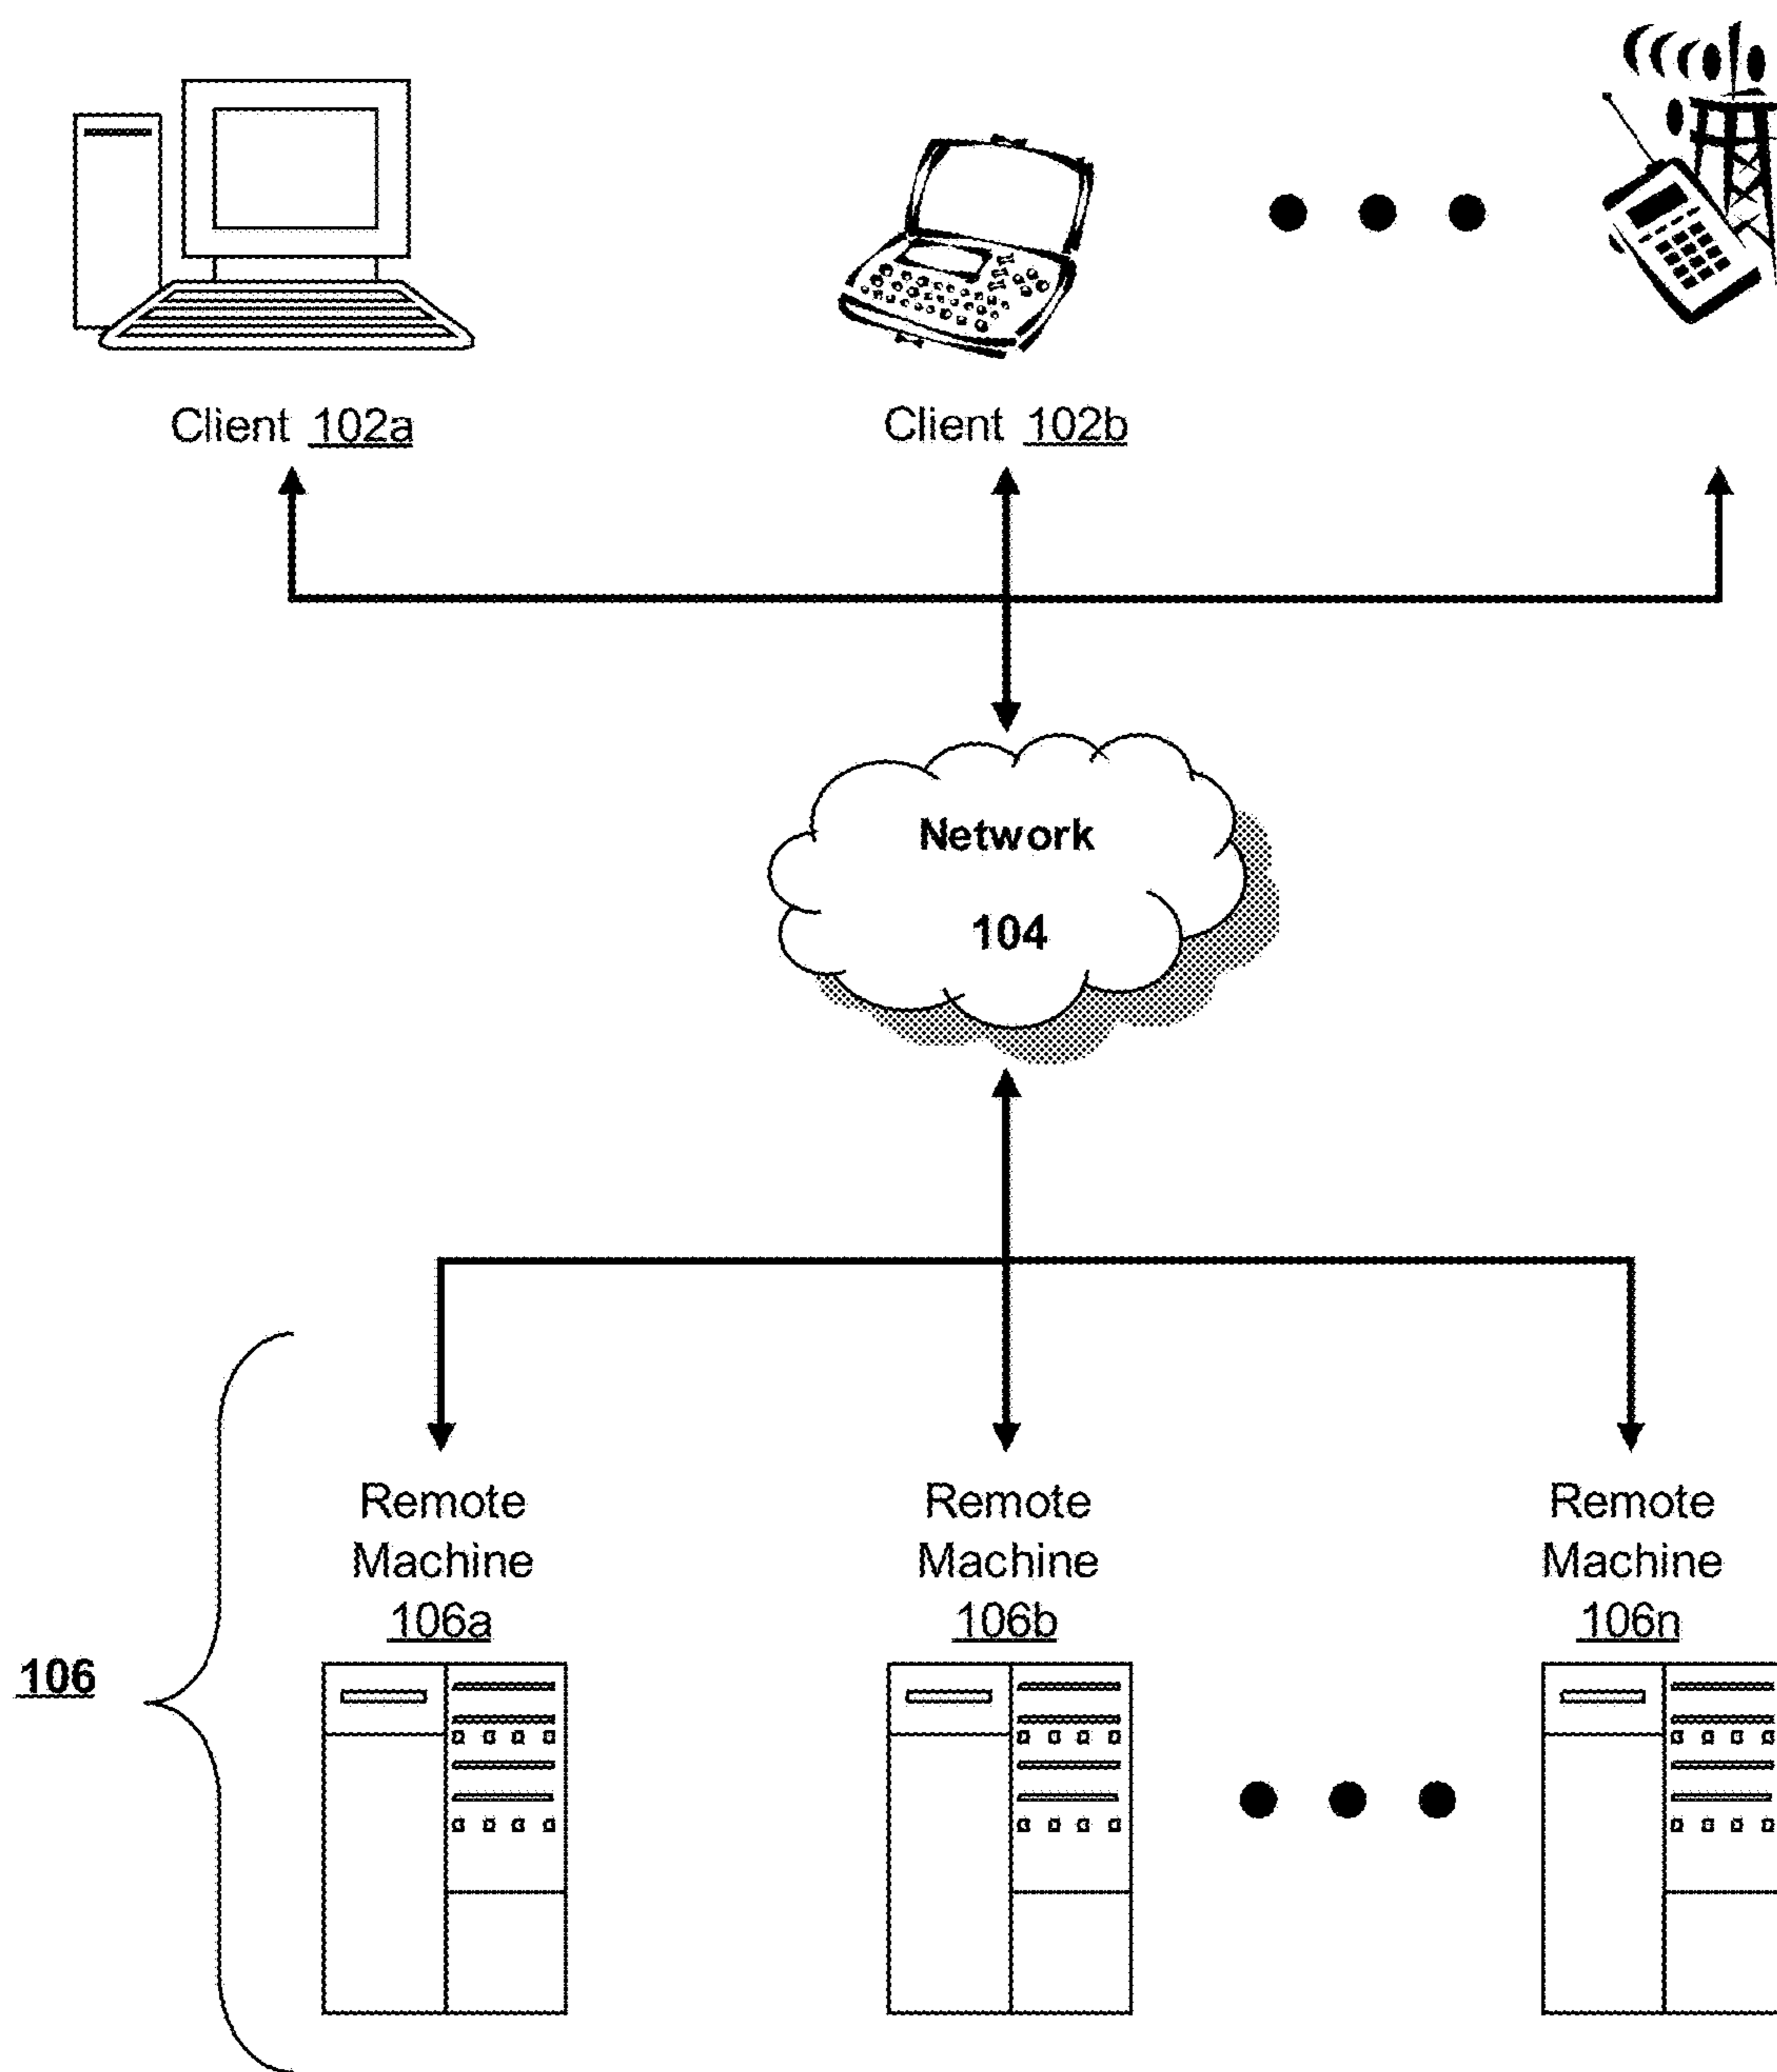 Client 102a
Client 102b
Network
104
Remote
Machine
106a
Remote
Machine
106b
Remote
Machine
106n
106